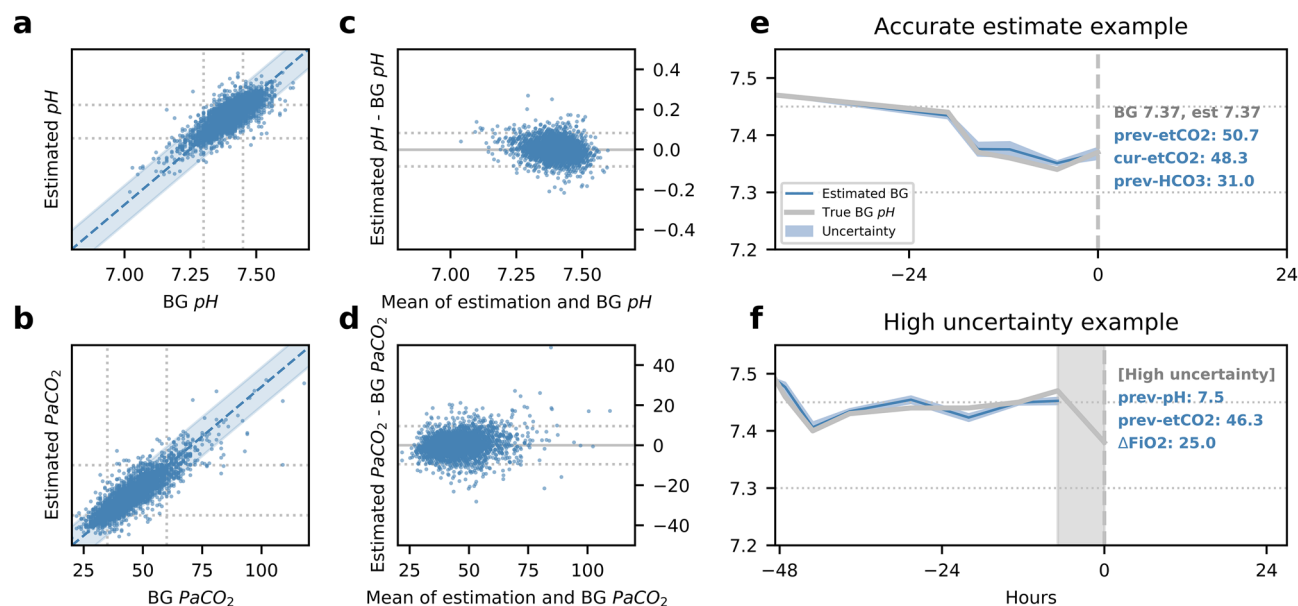 a
Estimated pH
7.00 7.25 7.50
BG pH
c
Estimated pH - BG pH
0.4
0.2
0.0
−0.2
−0.4
7.00 7.25 7.50
Mean of estimation and BG pH
e
Accurate estimate example
7.5
7.4
7.3
7.2
BG 7.37, est 7.37
prev-etCO2: 50.7
cur-etCO2: 48.3
prev-HCO3: 31.0
Estimated BG
True BG pH
Uncertainty
−24 0 24
b
Estimated PaCO2
25 50 75 100
BG PaCO2
d
Estimated PaCO2 - BG PaCO2
40
20
0
−20
−40
25 50 75 100
Mean of estimation and BG PaCO2
f
High uncertainty example
7.5
7.4
7.3
7.2
[High uncertainty]
prev-pH: 7.5
prev-etCO2: 46.3
ΔFiO2: 25.0
−48 −24 0 24
Hours